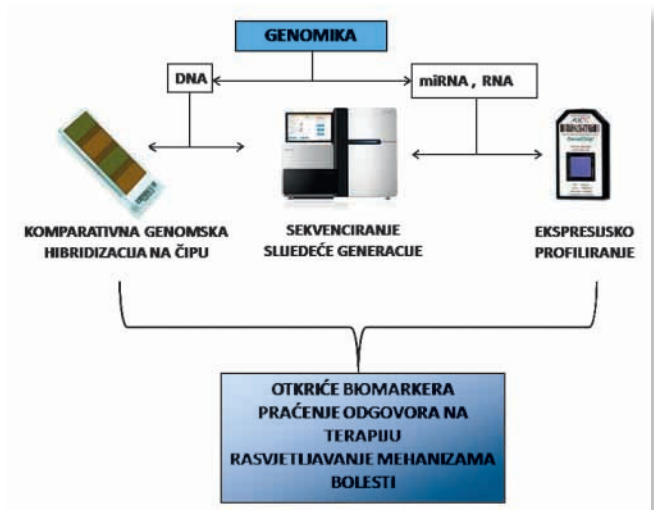 GENOMIKA
DNA
miRNA , RNA
KOMPARATIVNA GENOMSKA
HIBRIDIZACIJA NA ČIPU
SEKVENCIRANJE
SLIJEDEĆE GENERACIJE
EKSPRESIJSKO
PROFILIRANJE
OTKRIĆE BIOMARKERA
PRAĆENJE ODGOVORA NA
TERAPIJU
RASVJETLJAVANJE MEHANIZAMA
BOLESTI